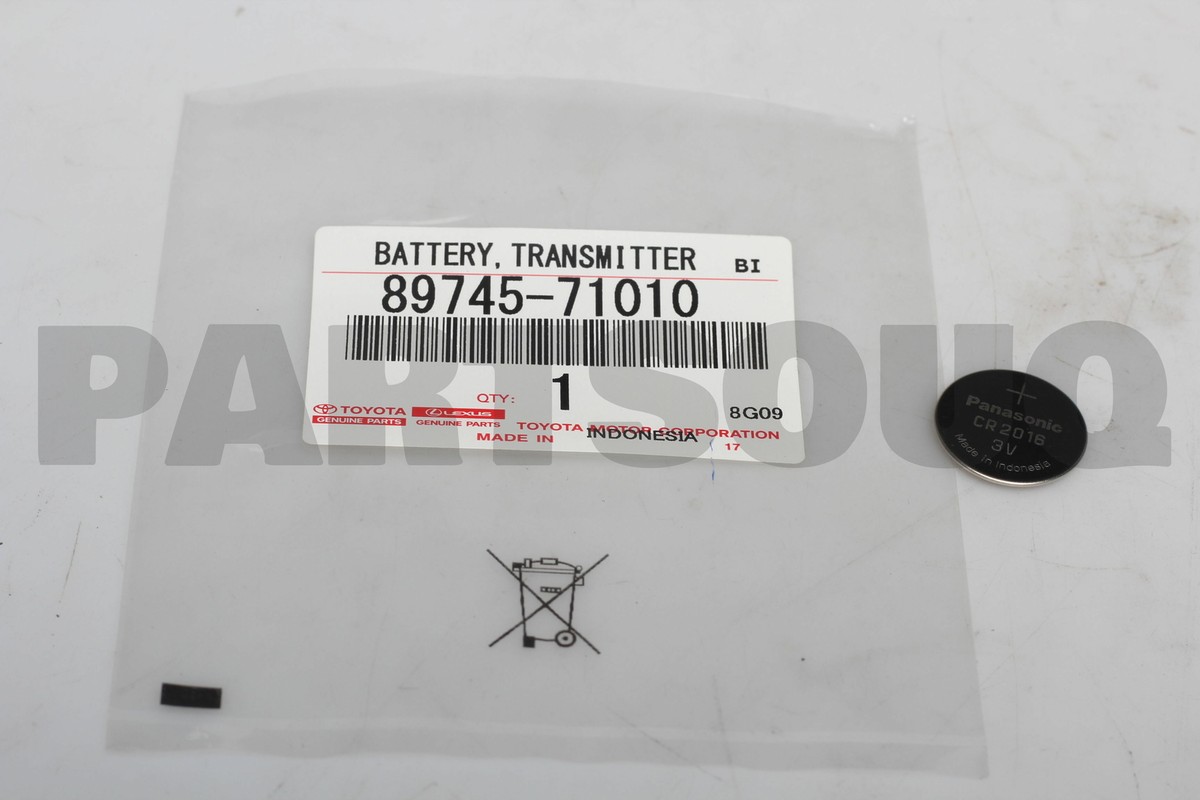 BATTERY, TRANSMITTER BI
89745-71010
QTY: 1
8G09
TOYOTA LEXUS
GENUINE PARTS GENUINE PARTS TOYOTA MOTOR CORPORATION
MADE IN INDONESIA 17
PARTSOUQ
+
Panasonic
CR2016
3V
Made in Indonesia